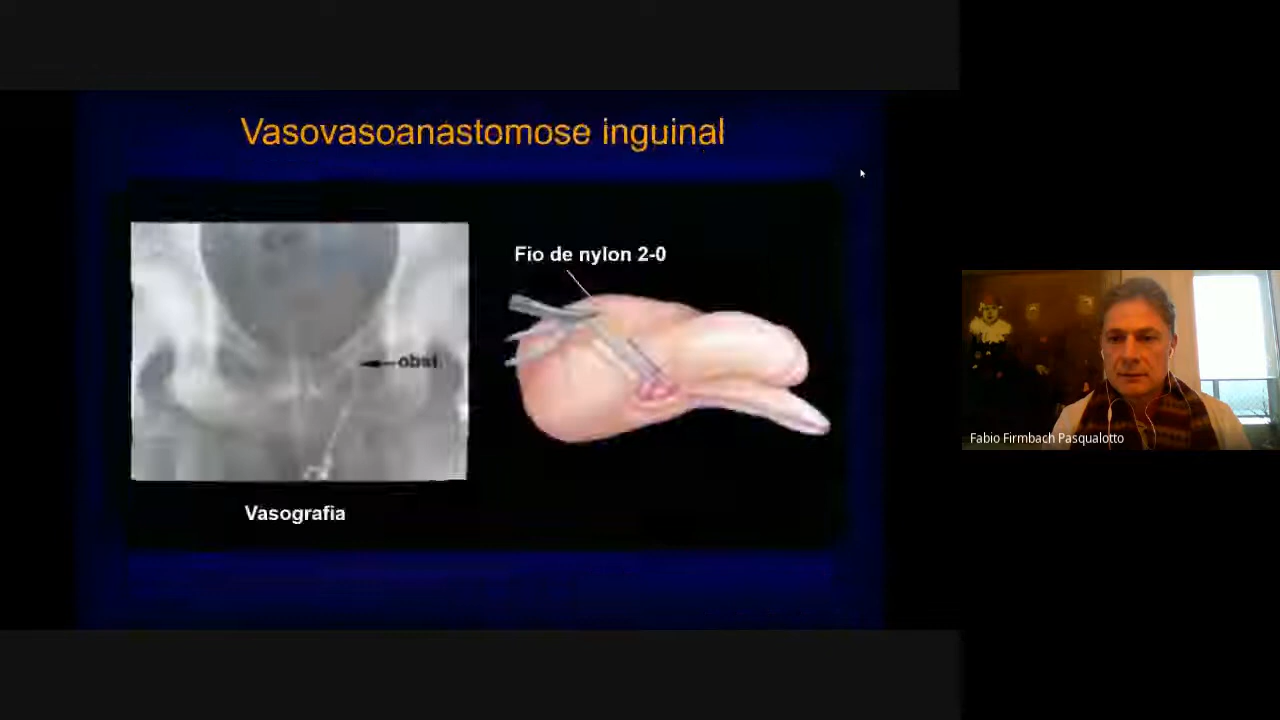 Vasovasoanastomose inguinal
Fio de nylon 2-0
obst.
Vasografia
Fabio Firmbach Pasqualotto